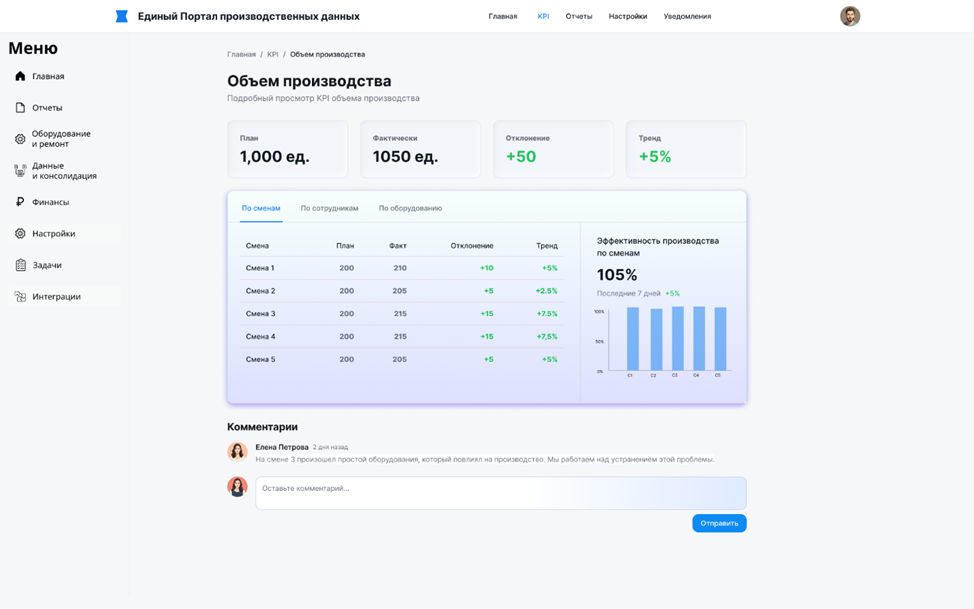 Единый Портал производственных данных
Главная KPI Отчеты Настройки Уведомления
Меню
Главная
Отчеты
Оборудование
и ремонт
Данные
и консолидация
Финансы
Настройки
Задачи
Интеграции
Главная / KPI / Объем производства
Объем производства
Подробный просмотр KPI объема производства
План
1,000 ед.
Фактически
1050 ед.
Отклонение
+50
Тренд
+5%
По сменам По сотрудникам По оборудованию
Смена План Факт Отклонение Тренд
Смена 1 200 210 +10 +5%
Смена 2 200 205 +5 +2.5%
Смена 3 200 215 +15 +7.5%
Смена 4 200 215 +15 +7,5%
Смена 5 200 205 +5 +5%
Эффективность производства
по сменам
105%
Последние 7 дней +5%
100%
50%
0%
С1 С2 С3 С4 С5
Комментарии
Елена Петрова 2 дня назад
На смене 3 произошел простой оборудования, который повлиял на производство. Мы работаем над устранением этой проблемы.
Оставьте комментарий...
Отправить